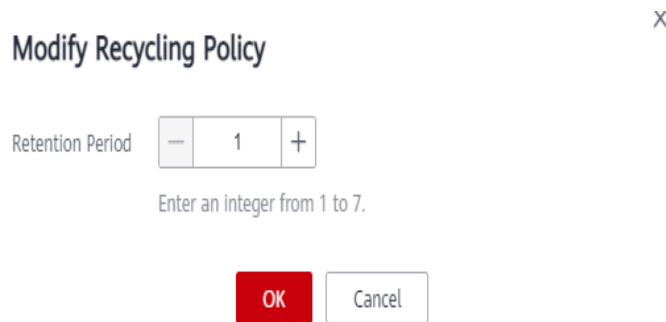 X
Modify Recycling Policy
Retention Period − 1 +
Enter an integer from 1 to 7.
OK Cancel